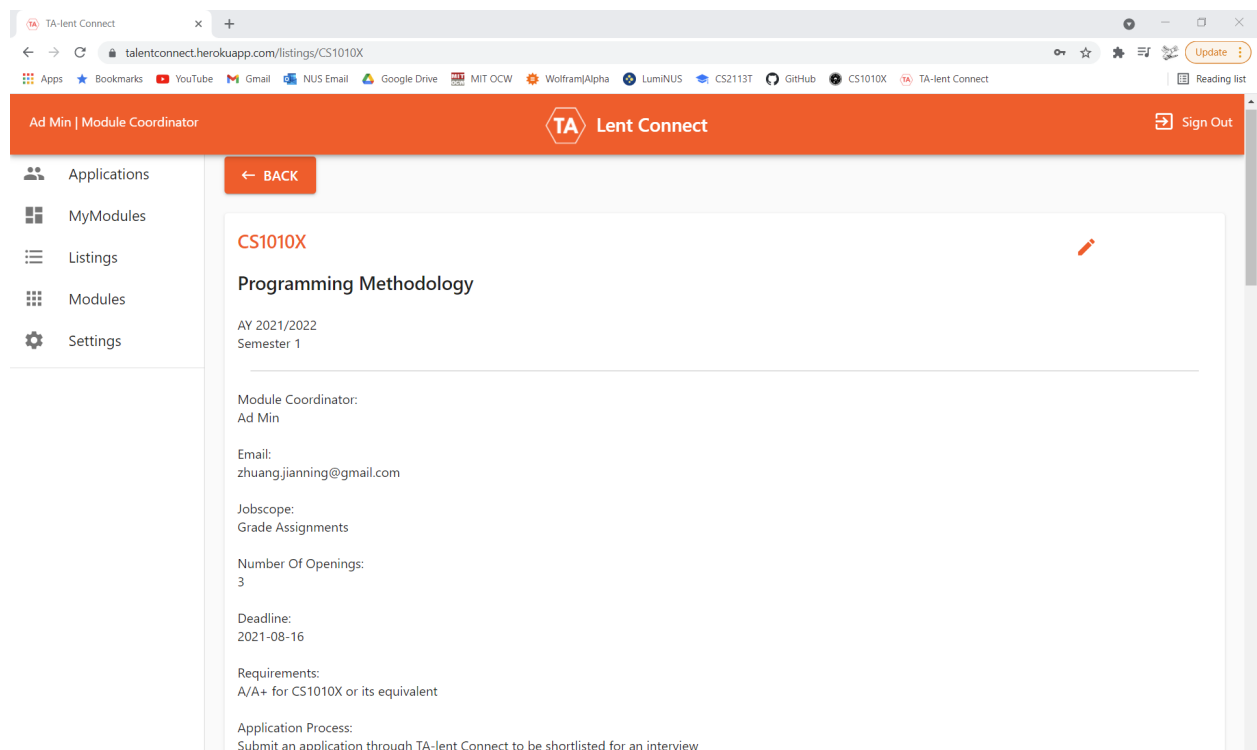 TA-lent Connect
talentconnect.herokuapp.com/listings/CS1010X
Update
Apps Bookmarks YouTube Gmail NUS Email Google Drive MIT OCW Wolfram|Alpha LumiNUS CS2113T GitHub CS1010X TA-lent Connect Reading list
Ad Min | Module Coordinator TA Lent Connect Sign Out
Applications
MyModules
Listings
Modules
Settings
← BACK
CS1010X
Programming Methodology
AY 2021/2022
Semester 1
Module Coordinator:
Ad Min
Email:
zhuang.jianning@gmail.com
Jobscope:
Grade Assignments
Number Of Openings:
3
Deadline:
2021-08-16
Requirements:
A/A+ for CS1010X or its equivalent
Application Process:
Submit an application through TA-lent Connect to be shortlisted for an interview